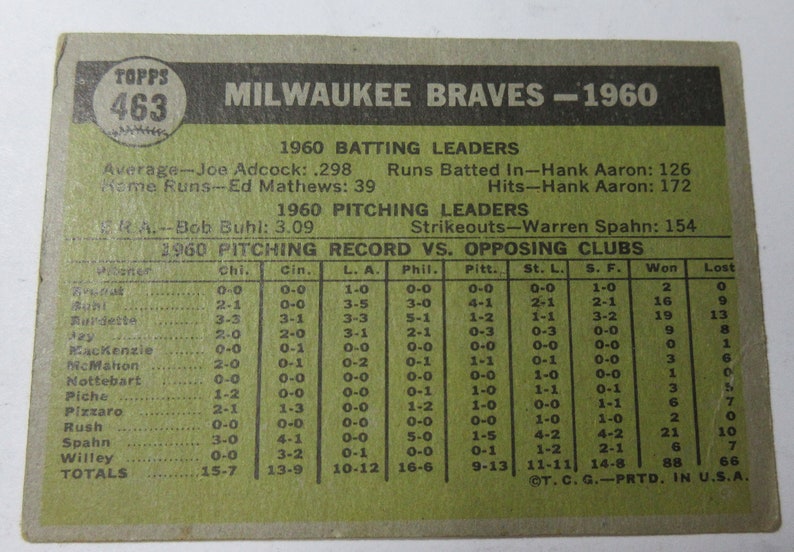 TOPPS
463
MILWAUKEE BRAVES — 1960
1960 BATTING LEADERS
Average—Joe Adcock: .298 Runs Batted In—Hank Aaron: 126
Home Runs—Ed Mathews: 39 Hits—Hank Aaron: 172
1960 PITCHING LEADERS
E.R.A.—Bob Buhl: 3.09 Strikeouts—Warren Spahn: 154
1960 PITCHING RECORD VS. OPPOSING CLUBS
Pitcher Chi. Cin. L. A. Phil. Pitt. St. L. S. F. Won Lost
0-0 0-0 1-0 0-0 0-0 0-0 1-0 2 0
Buhl 2-1 0-0 3-5 3-0 4-1 2-1 2-1 16 9
Burdette 3-3 3-1 3-3 5-1 1-2 1-1 3-2 19 13
Jay 2-0 2-0 3-1 2-1 0-3 0-3 0-0 9 8
MacKenzie 0-0 0-1 0-0 0-0 0-0 0-0 0-0 0 1
McMahon 2-0 0-1 0-2 0-1 1-1 0-1 0-0 3 6
Nottebart 0-0 0-0 0-0 0-0 0-0 1-0 0-0 1 0
Piche 1-2 0-0 0-0 0-1 1-1 1-1 0-0 3 5
Pizzaro 2-1 1-3 0-0 1-2 1-0 0-0 1-1 6 7
Rush 0-0 0-0 0-0 0-0 0-0 1-0 1-0 2 0
Spahn 3-0 4-1 0-0 5-0 1-5 4-2 4-2 21 10
Willey 0-0 3-2 0-1 0-0 0-1 1-2 2-1 6 7
TOTALS 15-7 13-9 10-12 16-6 9-13 11-11 14-8 88 66
©T. C. G.—PRTD. IN U.S.A.